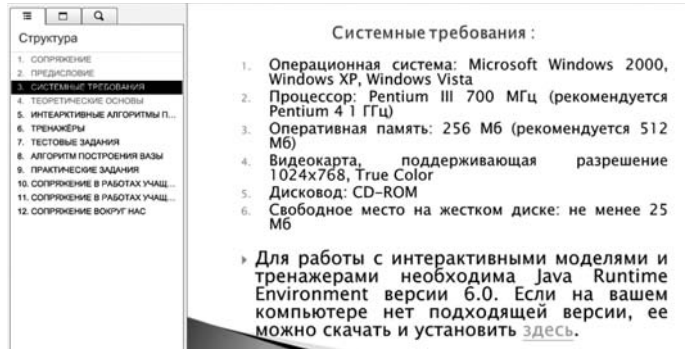 Структура
1. СОПРЯЖЕНИЕ
2. ПРЕДИСЛОВИЕ
3. СИСТЕМНЫЕ ТРЕБОВАНИЯ
4. ТЕОРЕТИЧЕСКИЕ ОСНОВЫ
5. ИНТЕАРКТИВНЫЕ АЛГОРИТМЫ П...
6. ТРЕНАЖЁРЫ
7. ТЕСТОВЫЕ ЗАДАНИЯ
8. АЛГОРИТМ ПОСТРОЕНИЯ ВАЗЫ
9. ПРАКТИЧЕСКИЕ ЗАДАНИЯ
10. СОПРЯЖЕНИЕ В РАБОТАХ УЧАЩ...
11. СОПРЯЖЕНИЕ В РАБОТАХ УЧАЩ...
12. СОПРЯЖЕНИЕ ВОКРУГ НАС
Системные требования :
1. Операционная система: Microsoft Windows 2000,
Windows XP, Windows Vista
2. Процессор: Pentium III 700 МГц (рекомендуется
Pentium 4 1 ГГц)
3. Оперативная память: 256 Мб (рекомендуется 512
Мб)
4. Видеокарта, поддерживающая разрешение
1024x768, True Color
5. Дисковод: CD-ROM
6. Свободное место на жестком диске: не менее 25
Мб
Для работы с интерактивными моделями и
тренажерами необходима Java Runtime
Environment версии 6.0. Если на вашем
компьютере нет подходящей версии, ее
можно скачать и установить здесь.